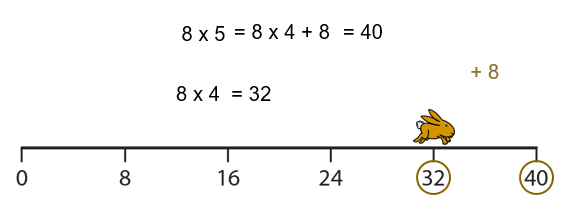 8 x 5 = 8 x 4 + 8 = 40
+ 8
8 x 4 = 32
0 8 16 24 32 40